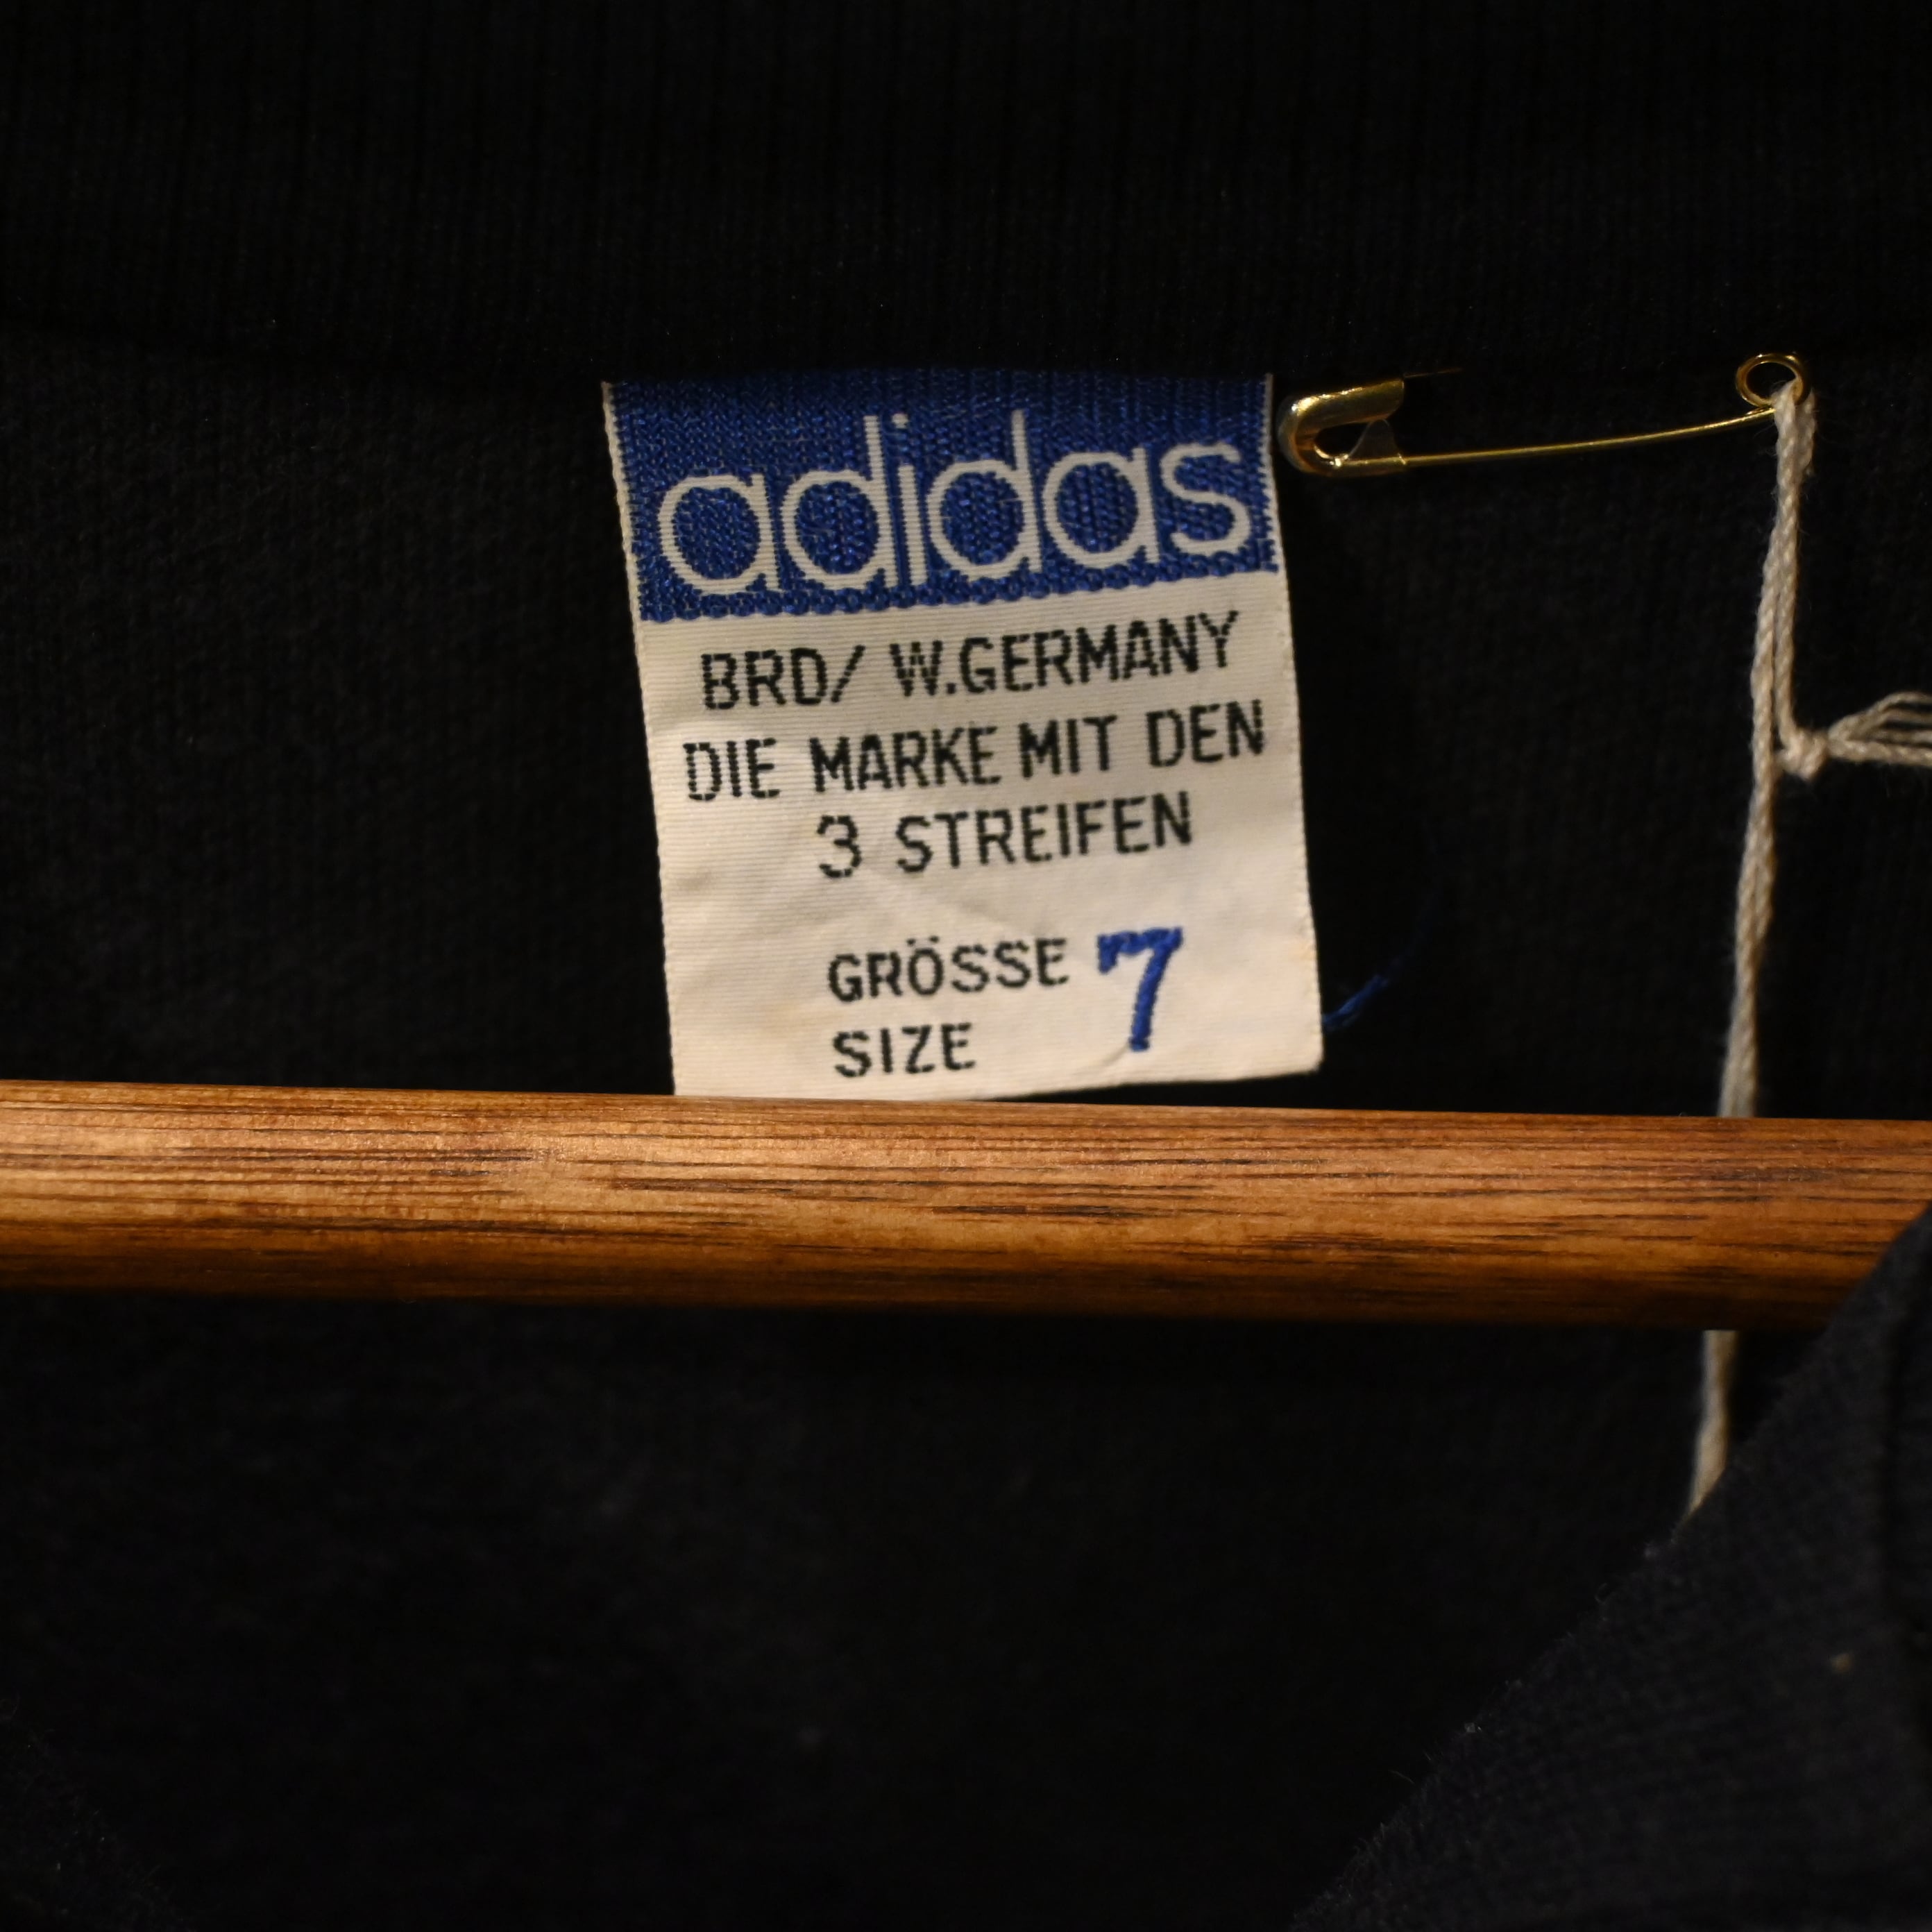 adidas
BRD/ W.GERMANY
DIE MARKE MIT DEN
3 STREIFEN
GRÖSSE 7
SIZE